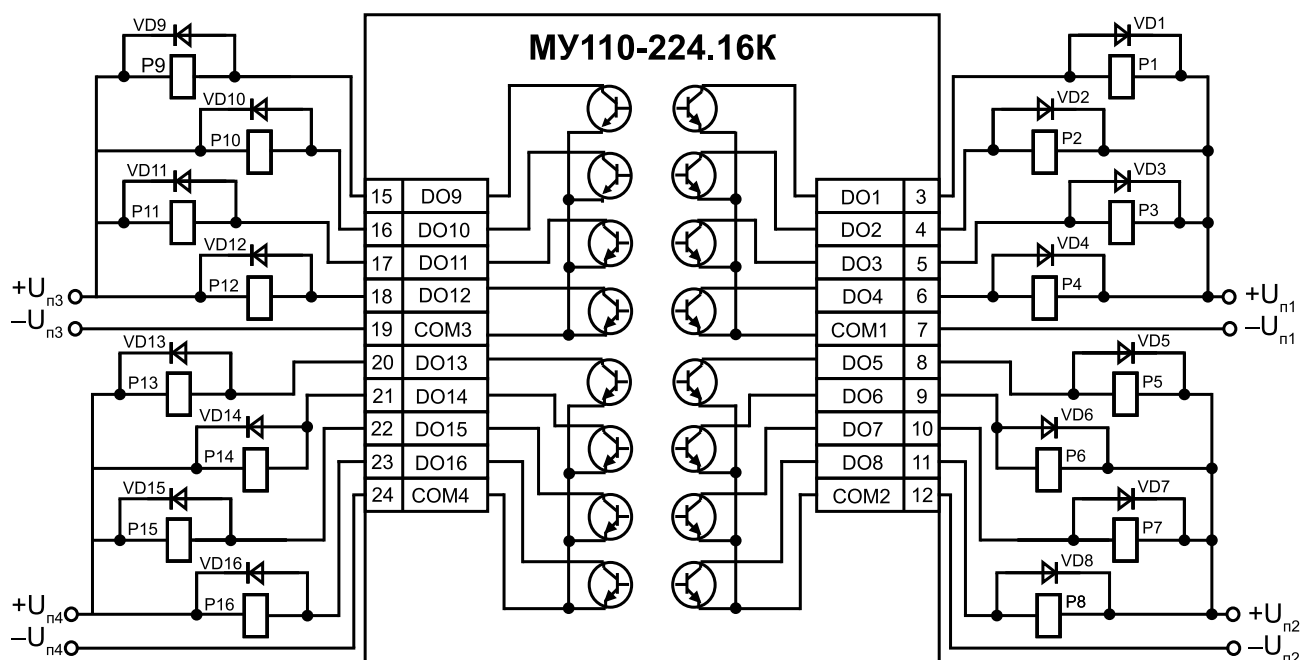 МУ110-224.16К
VD9
P9
VD10
P10
VD11
P11
VD12
P12
+Uп3
–Uп3
VD13
P13
VD14
P14
VD15
P15
VD16
P16
+Uп4
–Uп4
15 DO9
16 DO10
17 DO11
18 DO12
19 COM3
20 DO13
21 DO14
22 DO15
23 DO16
24 COM4
DO1 3
DO2 4
DO3 5
DO4 6
COM1 7
DO5 8
DO6 9
DO7 10
DO8 11
COM2 12
VD1
P1
VD2
P2
VD3
P3
VD4
P4
+Uп1
–Uп1
VD5
P5
VD6
P6
VD7
P7
VD8
P8
+Uп2
–Uп2